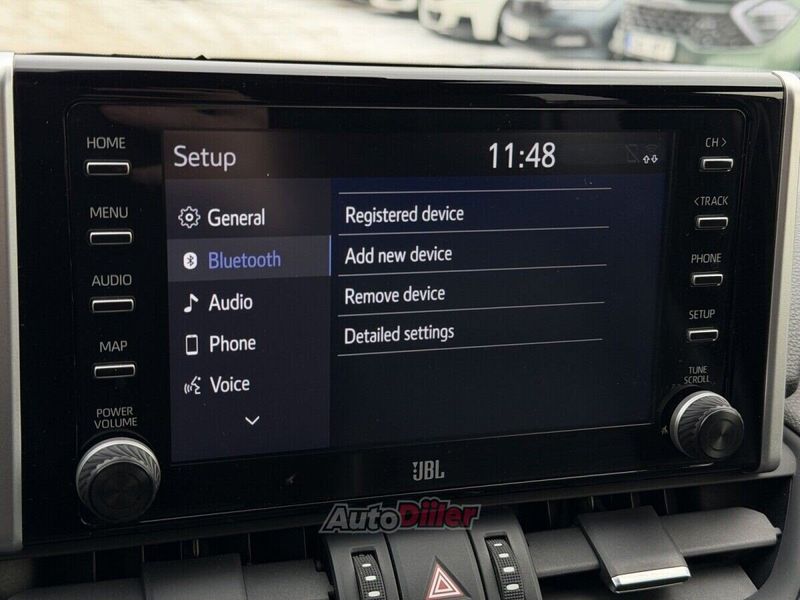 HOME
MENU
AUDIO
MAP
POWER
VOLUME
Setup
11:48
General
Bluetooth
Audio
Phone
Voice
Registered device
Add new device
Remove device
Detailed settings
CH >
< TRACK
PHONE
SETUP
TUNE
SCROLL
JBL
AutoDiiler